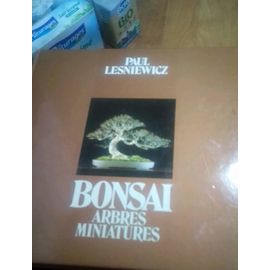 PAUL
LESNIEWICZ
BONSAI
ARBRES
MINIATURES